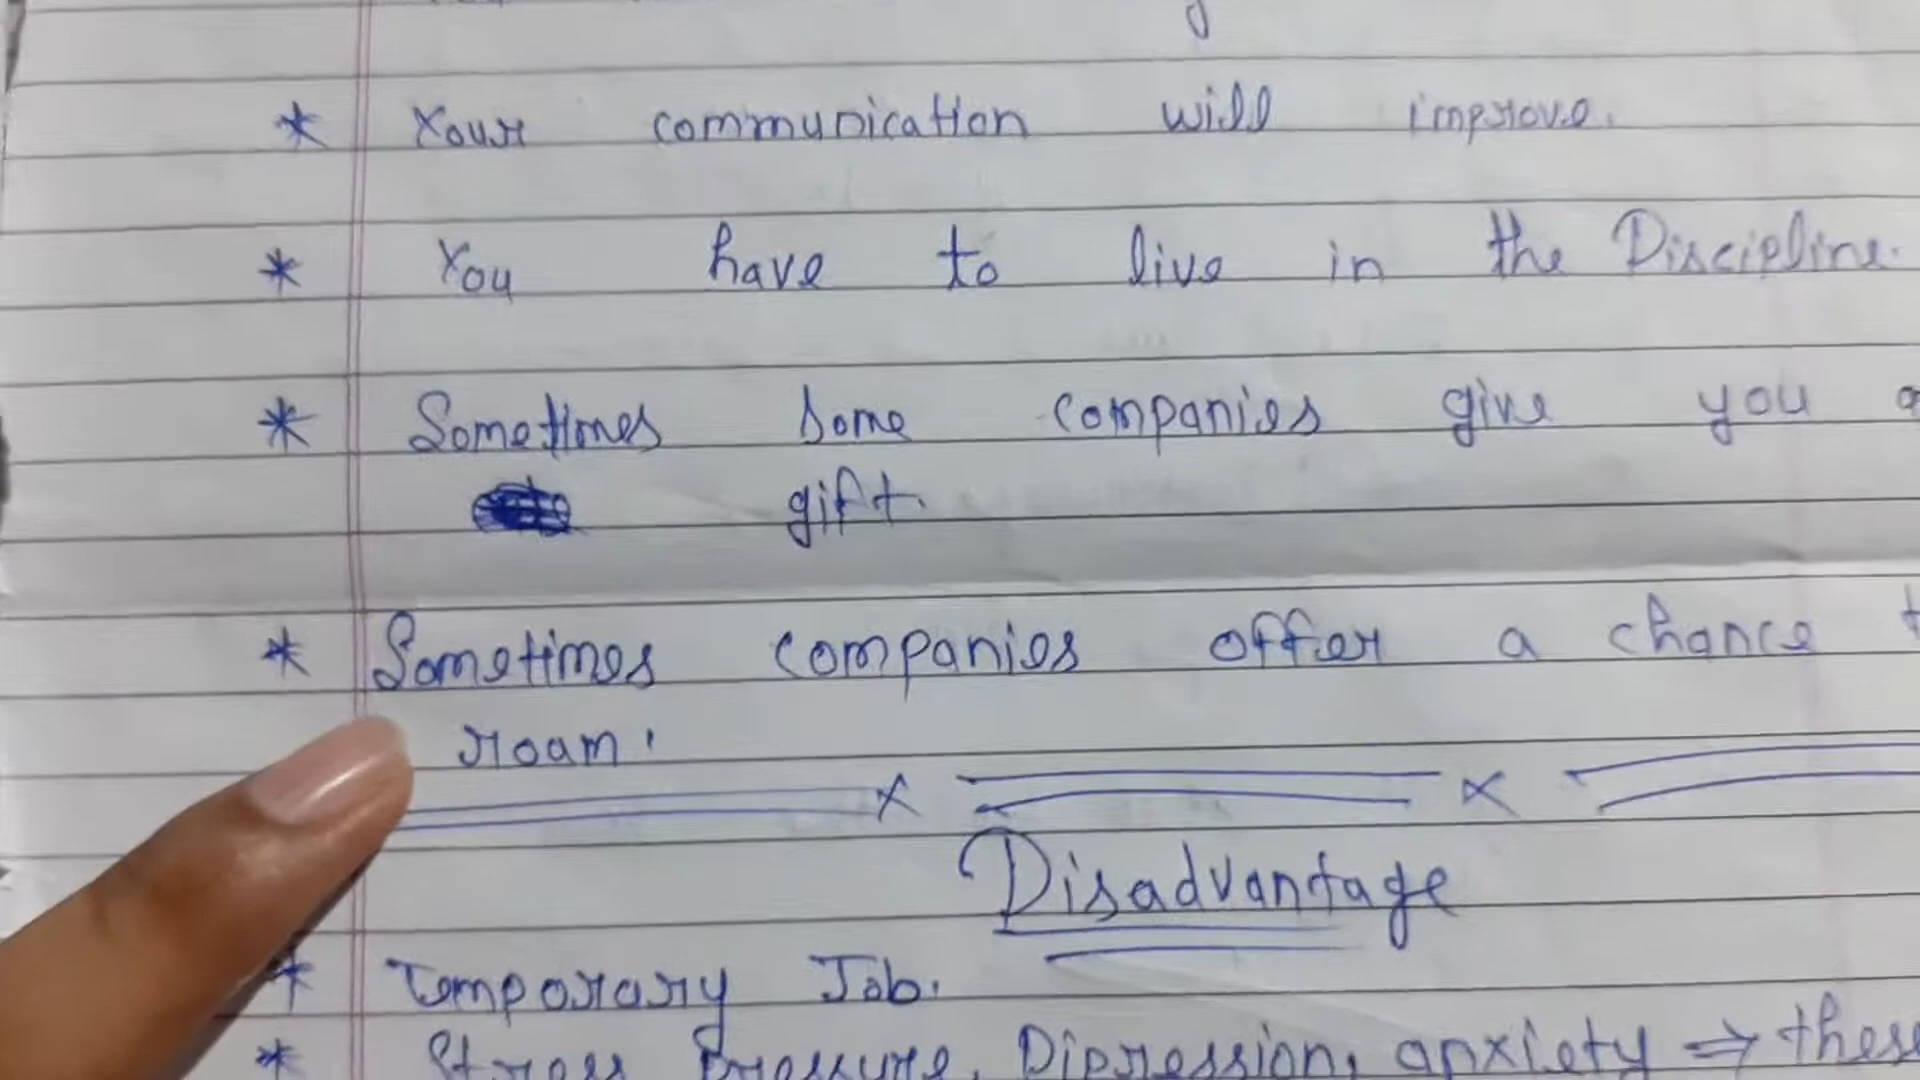 * Your communication will improve.
* You have to live in the Discipline.
* Sometimes some companies give you a
gift.
* Sometimes companies offer a chance t
roam.
x x
Disadvantage
* Temporary Job.
* Stress Pressure, Dipression, anxiety ⇒ these